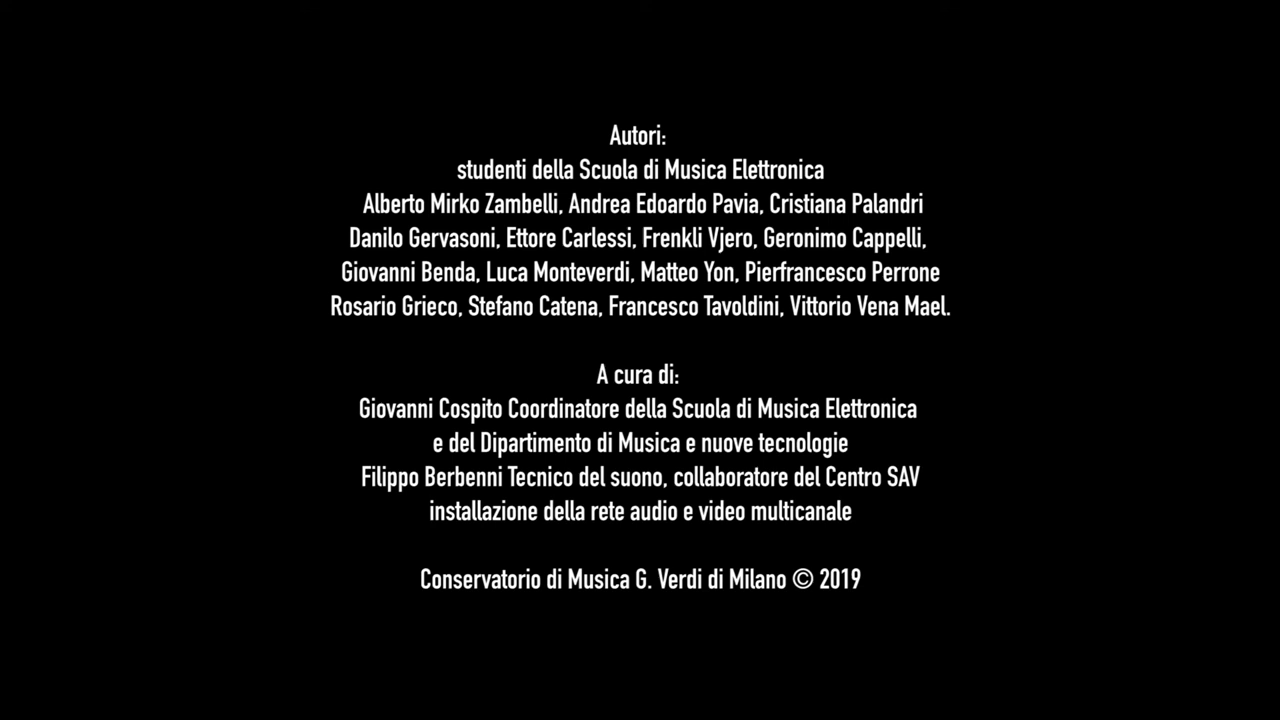 Autori:
studenti della Scuola di Musica Elettronica
Alberto Mirko Zambelli, Andrea Edoardo Pavia, Cristiana Palandri
Danilo Gervasoni, Ettore Carlessi, Frenkli Vjero, Geronimo Cappelli,
Giovanni Benda, Luca Monteverdi, Matteo Yon, Pierfrancesco Perrone
Rosario Grieco, Stefano Catena, Francesco Tavoldini, Vittorio Vena Mael.
A cura di:
Giovanni Cospito Coordinatore della Scuola di Musica Elettronica
e del Dipartimento di Musica e nuove tecnologie
Filippo Berbenni Tecnico del suono, collaboratore del Centro SAV
installazione della rete audio e video multicanale
Conservatorio di Musica G. Verdi di Milano © 2019